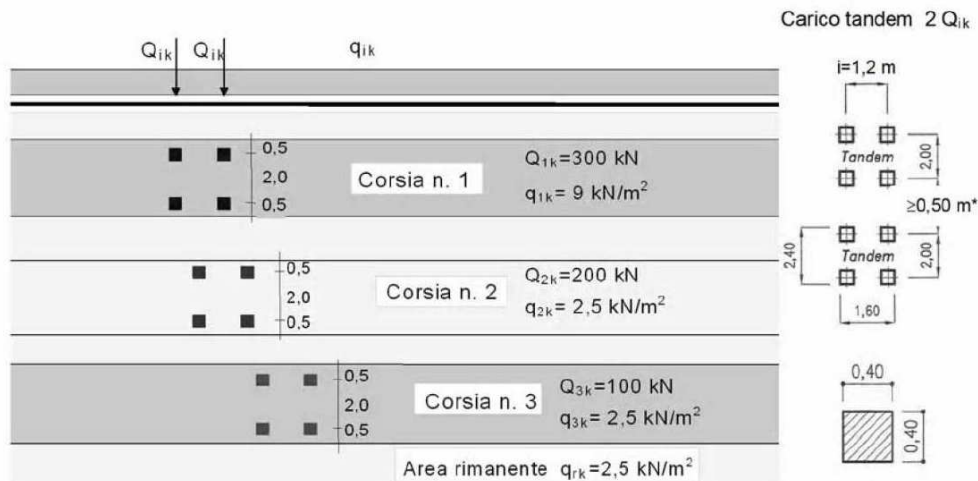 Carico tandem 2 Qik
Qik Qik qik
i=1,2 m
Tandem
2,00
≥0,50 m*
Tandem
2,40
2,00
1,60
0,40
0,40
0,5
2,0
0,5
Corsia n. 1
Q1k=300 kN
q1k= 9 kN/m²
0,5
2,0
0,5
Corsia n. 2
Q2k=200 kN
q2k= 2,5 kN/m²
0,5
2,0
0,5
Corsia n. 3
Q3k=100 kN
q3k= 2,5 kN/m²
Area rimanente qrk=2,5 kN/m²